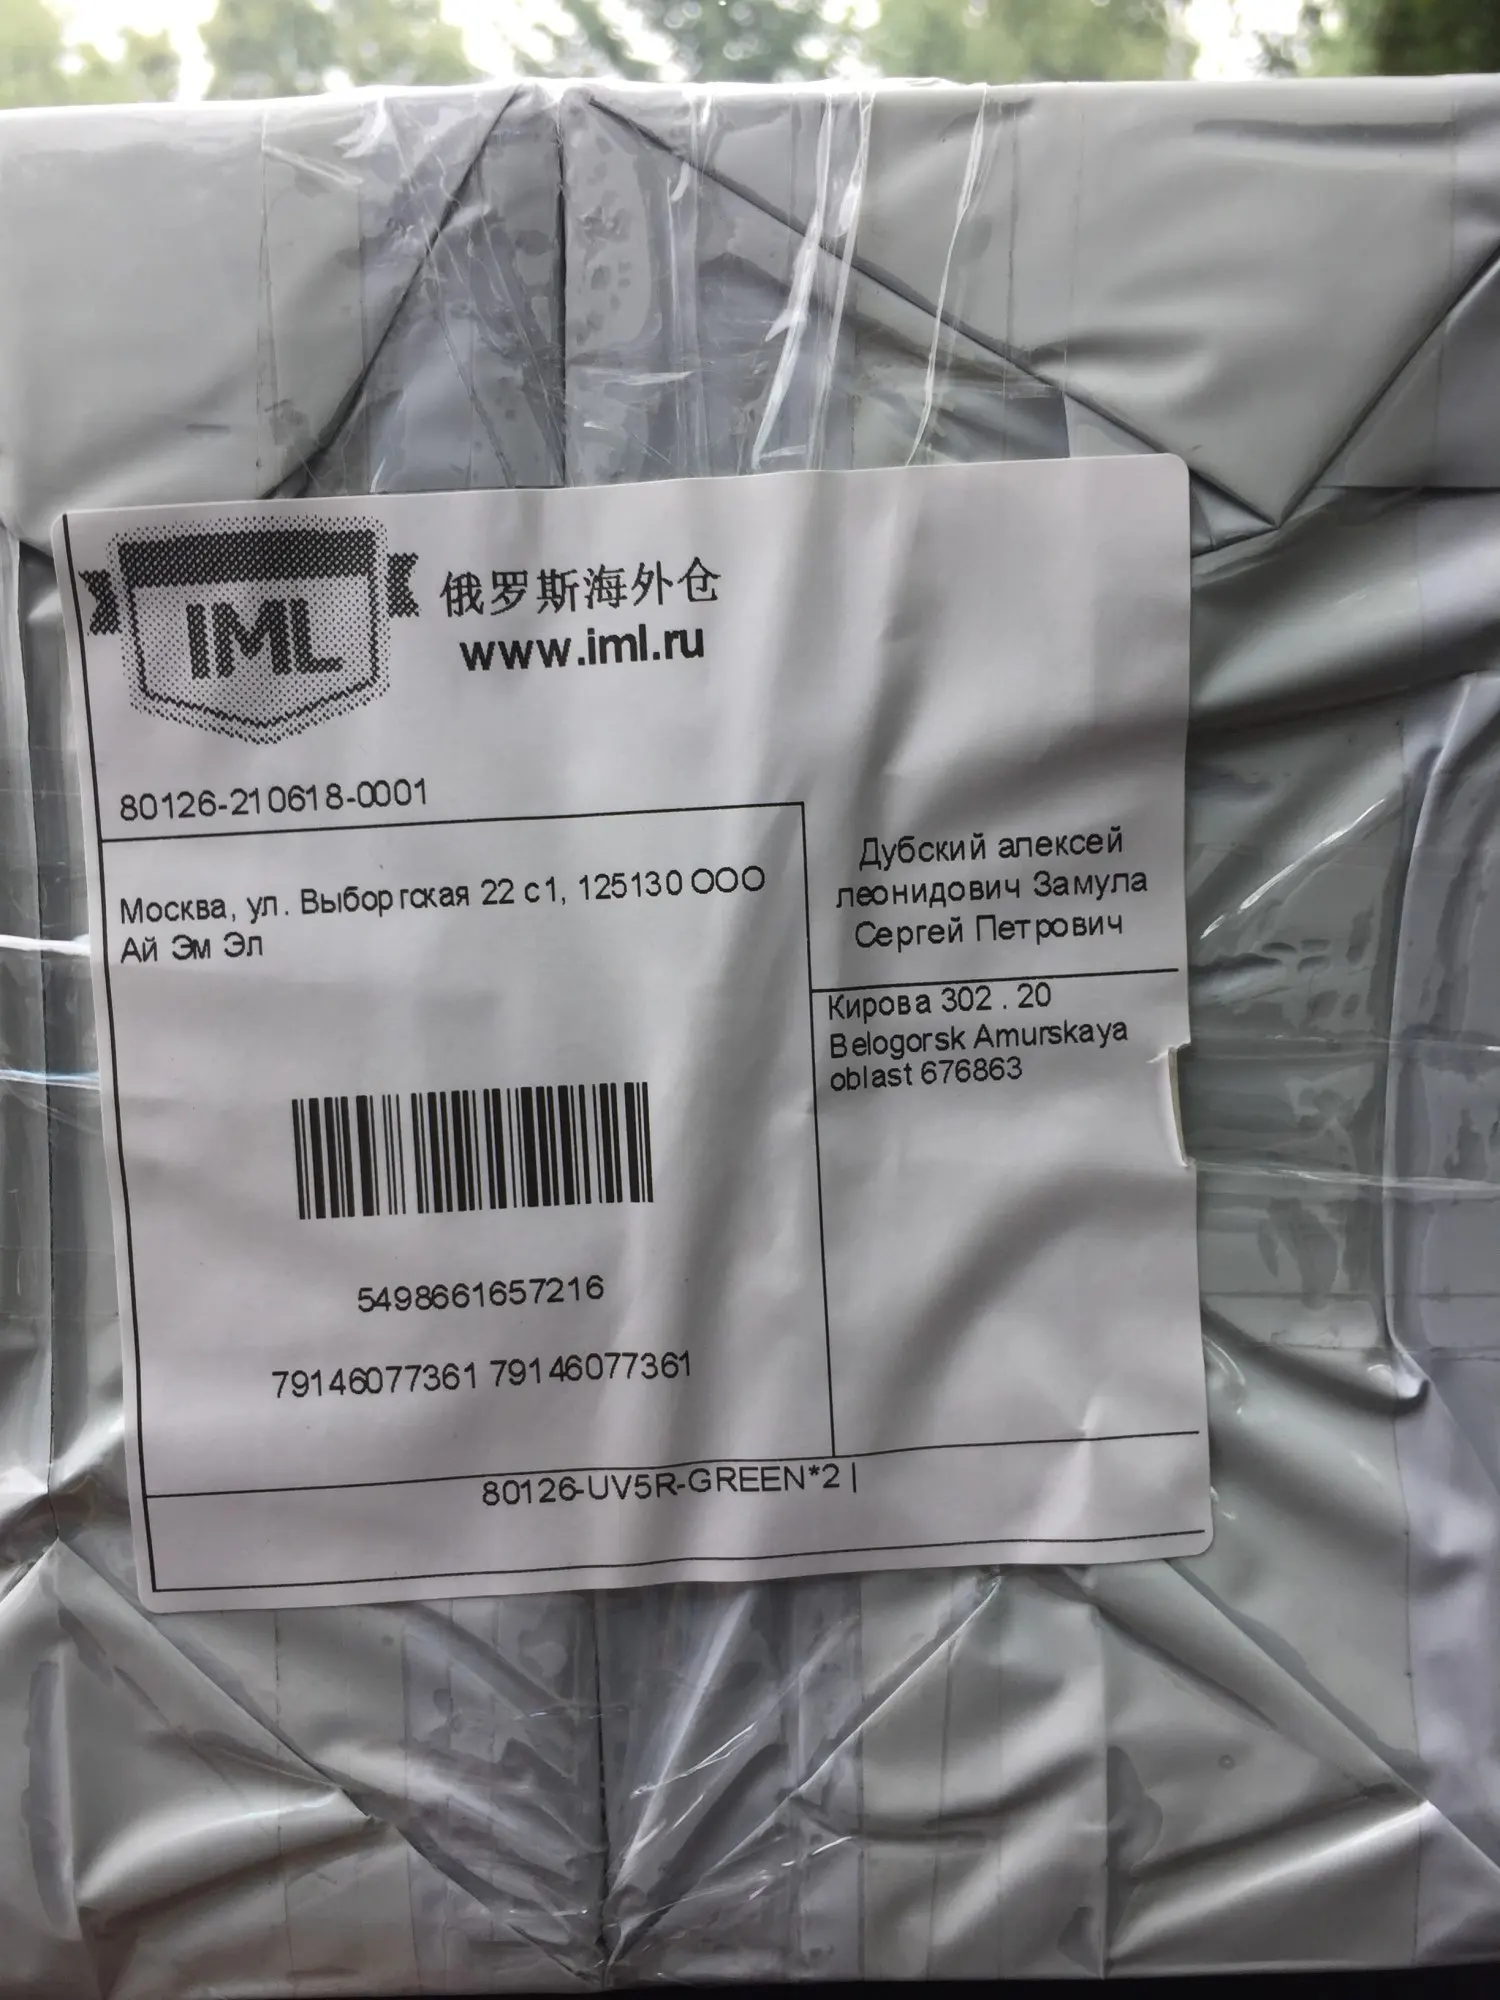 IML
俄罗斯海外仓
www.iml.ru
80126-210618-0001
Москва, ул. Выборгская 22 с1, 125130 ООО
Ай Эм Эл
Дубский алексей
леонидович Замула
Сергей Петрович
Кирова 302 . 20
Belogorsk Amurskaya
oblast 676863
5498661657216
79146077361 79146077361
80126-UV5R-GREEN*2 |